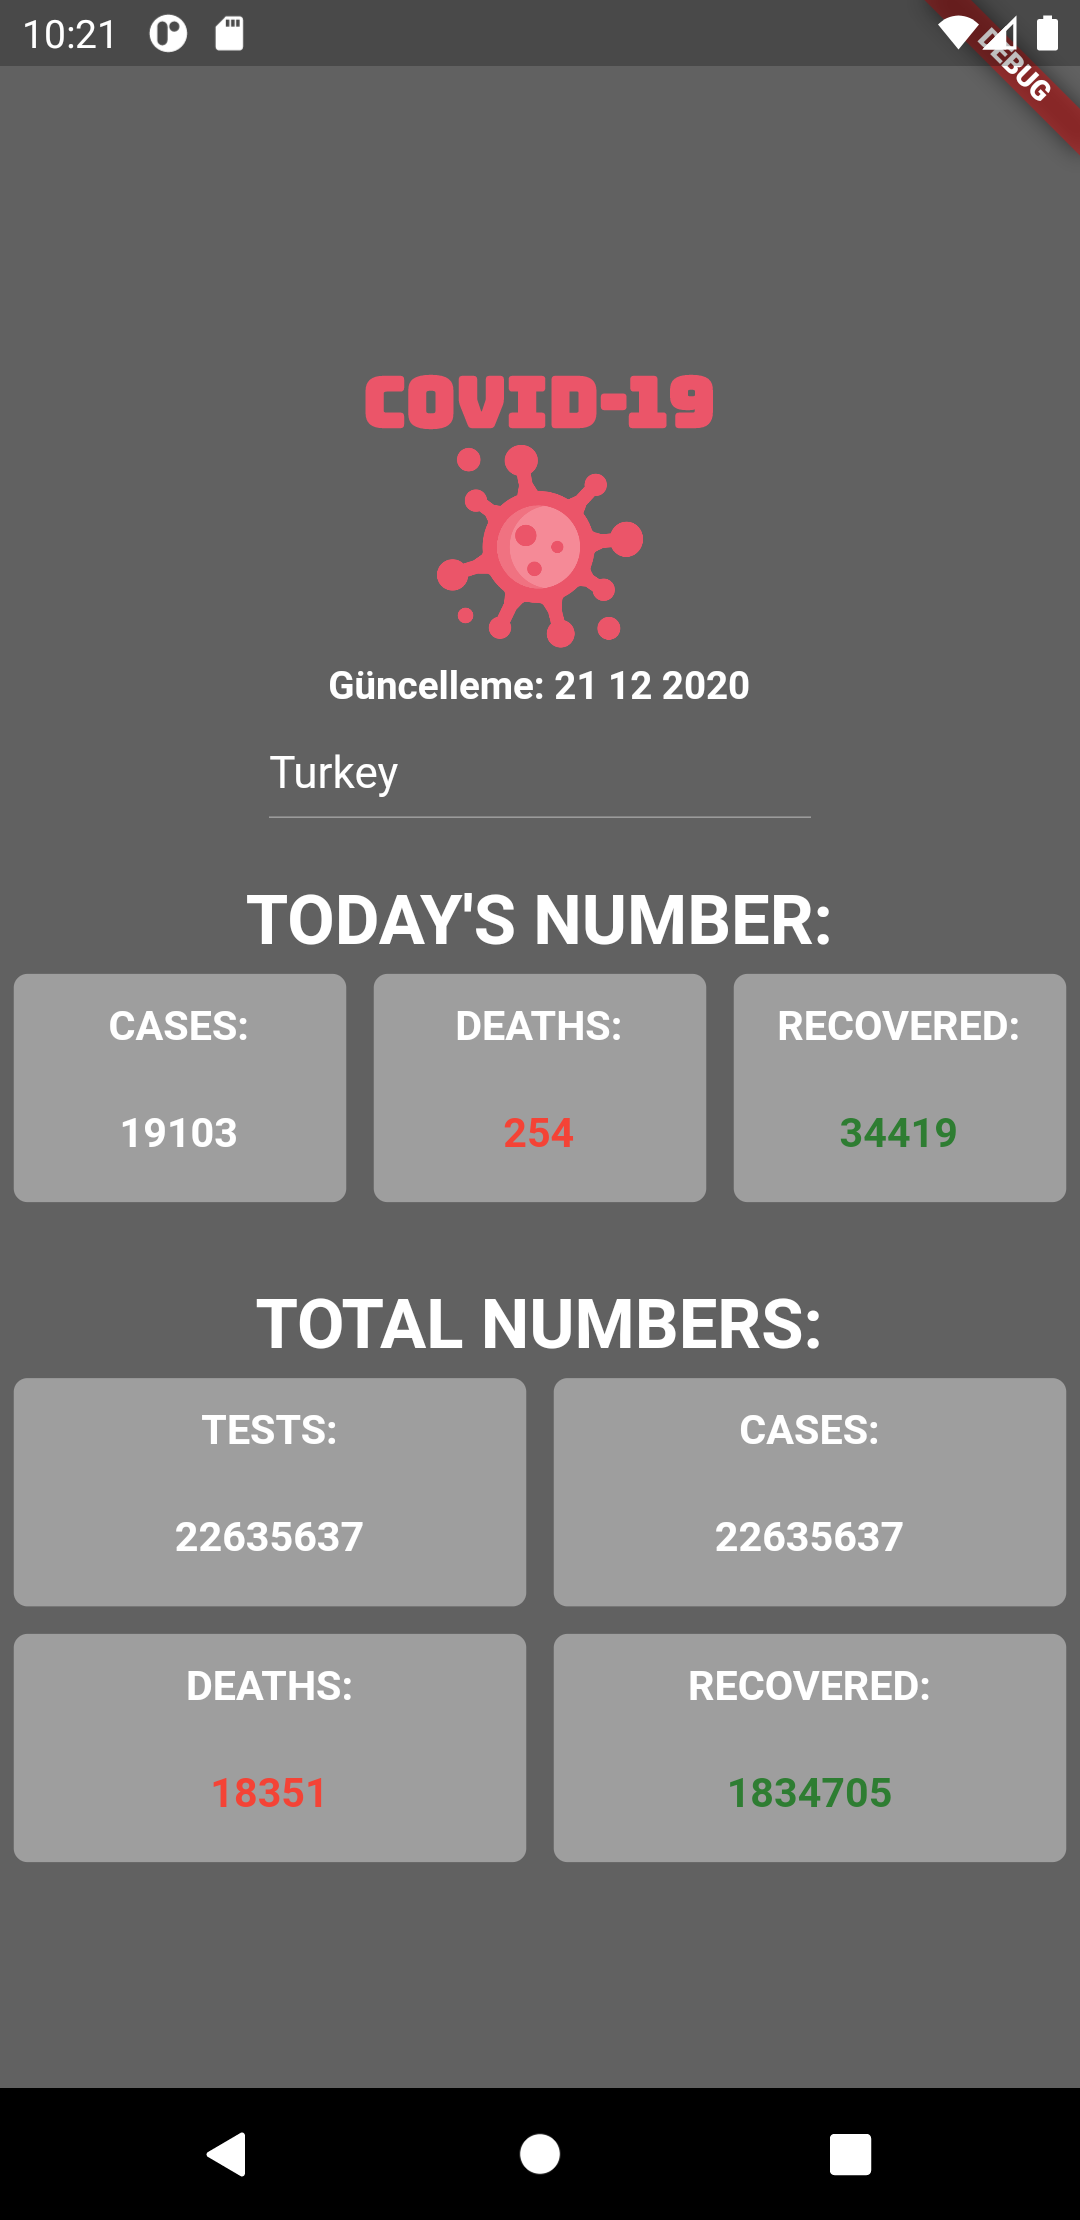 10:21
DEBUG
COVID-19
Güncelleme: 21 12 2020
Turkey
TODAY'S NUMBER:
CASES: DEATHS: RECOVERED:
19103 254 34419
TOTAL NUMBERS:
TESTS: CASES:
22635637 22635637
DEATHS: RECOVERED:
18351 1834705